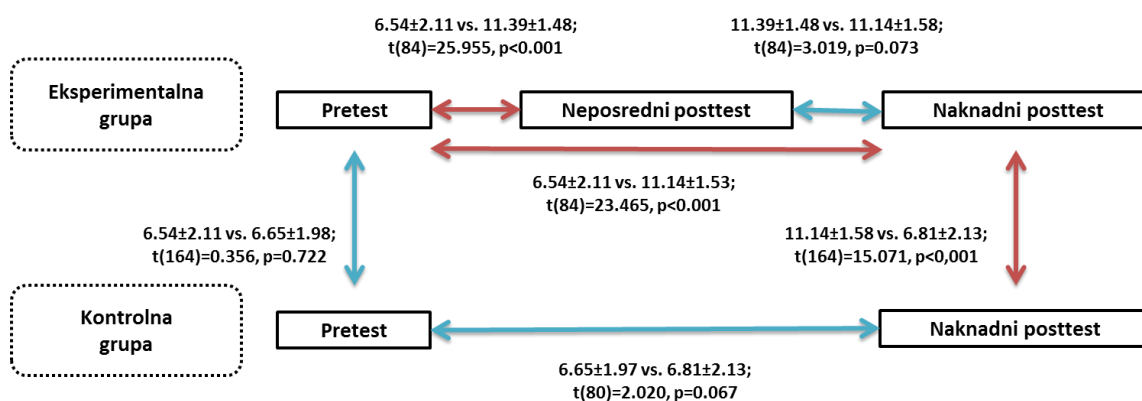 6.54±2.11 vs. 11.39±1.48;
t(84)=25.955, p<0.001
11.39±1.48 vs. 11.14±1.58;
t(84)=3.019, p=0.073
Eksperimentalna
grupa
Pretest
Neposredni posttest
Naknadni posttest
6.54±2.11 vs. 11.14±1.53;
t(84)=23.465, p<0.001
6.54±2.11 vs. 6.65±1.98;
t(164)=0.356, p=0.722
11.14±1.58 vs. 6.81±2.13;
t(164)=15.071, p<0,001
Kontrolna
grupa
Pretest
Naknadni posttest
6.65±1.97 vs. 6.81±2.13;
t(80)=2.020, p=0.067